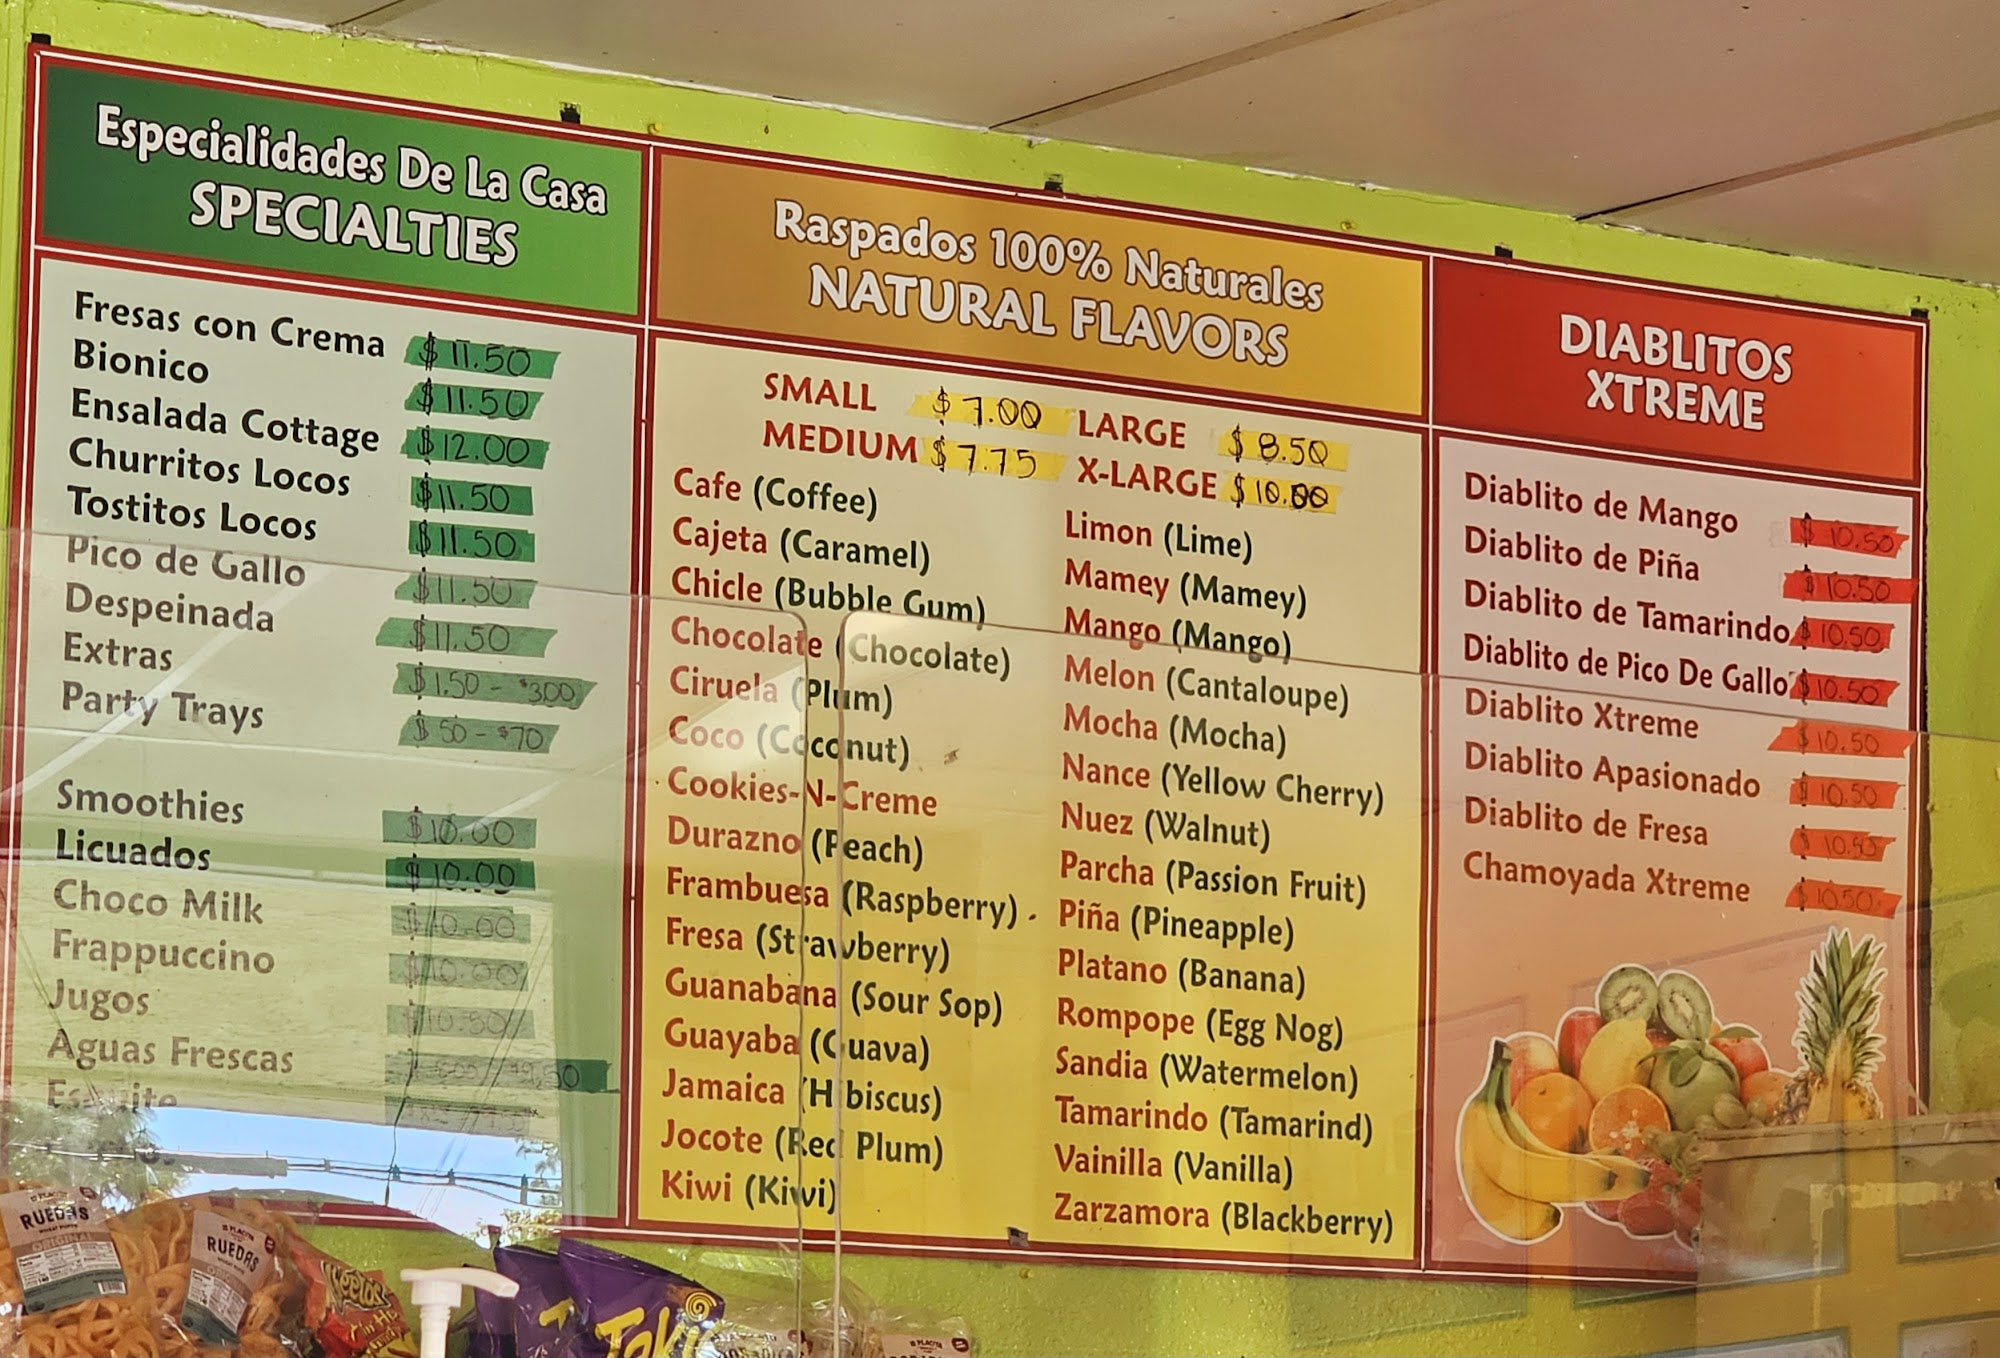 Especialidades De La Casa
SPECIALTIES
Fresas con Crema $11.50
Bionico $11.50
Ensalada Cottage $12.00
Churritos Locos $11.50
Tostitos Locos $11.50
Pico de Gallo $11.50
Despeinada $11.50
Extras $1.50 - $3.00
Party Trays $50 - $70
Smoothies $10.00
Licuados $10.00
Choco Milk $10.00
Frappuccino $10.00
Jugos $10.50
Aguas Frescas
Raspados 100% Naturales
NATURAL FLAVORS
SMALL $7.00 LARGE $8.50
MEDIUM $7.75 X-LARGE $10.00
Cafe (Coffee)
Cajeta (Caramel)
Chicle (Bubble Gum)
Chocolate (Chocolate)
Ciruela (Plum)
Coco (Coconut)
Cookies-N-Creme
Durazno (Peach)
Frambuesa (Raspberry)
Fresa (Strawberry)
Guanabana (Sour Sop)
Guayaba (Guava)
Jamaica (Hibiscus)
Jocote (Red Plum)
Kiwi (Kiwi)
Limon (Lime)
Mamey (Mamey)
Mango (Mango)
Melon (Cantaloupe)
Mocha (Mocha)
Nance (Yellow Cherry)
Nuez (Walnut)
Parcha (Passion Fruit)
Piña (Pineapple)
Platano (Banana)
Rompope (Egg Nog)
Sandia (Watermelon)
Tamarindo (Tamarind)
Vainilla (Vanilla)
Zarzamora (Blackberry)
DIABLITOS
XTREME
Diablito de Mango $10.50
Diablito de Piña $10.50
Diablito de Tamarindo $10.50
Diablito de Pico De Gallo $10.50
Diablito Xtreme $10.50
Diablito Apasionado $10.50
Diablito de Fresa $10.50
Chamoyada Xtreme $10.50
RUEDAS
ORIGINAL
RUEDAS